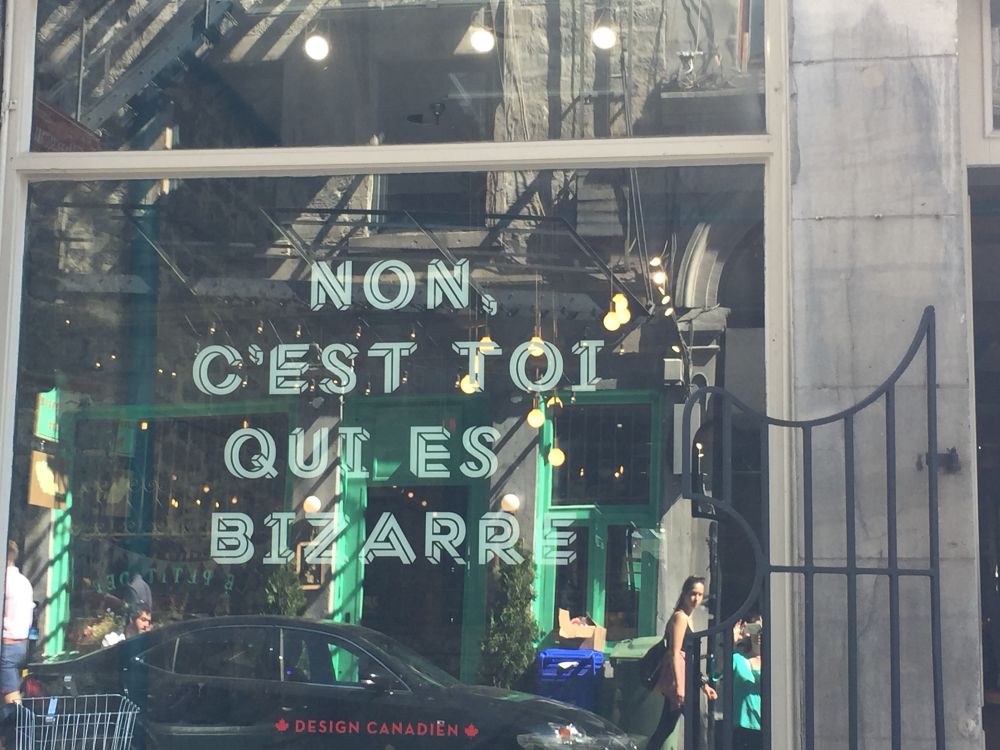 NON,
C'EST TOI
QUI ES
BIZARRE
DESIGN CANADIEN